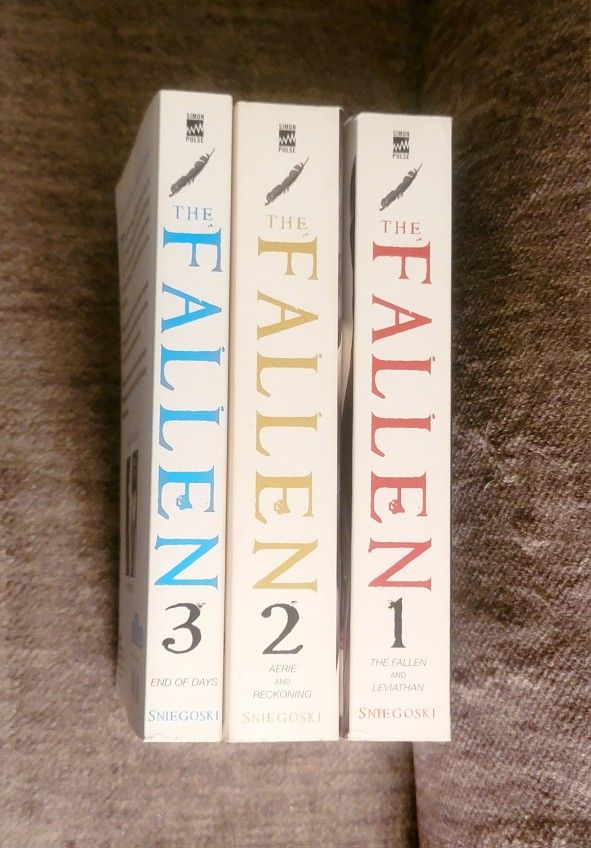 SIMON
PULSE
THE
FALLEN
3
END OF DAYS
SNIEGOSKI
SIMON
PULSE
THE
FALLEN
2
AERIE
AND
RECKONING
SNIEGOSKI
SIMON
PULSE
THE
FALLEN
1
THE FALLEN
AND
LEVIATHAN
SNIEGOSKI